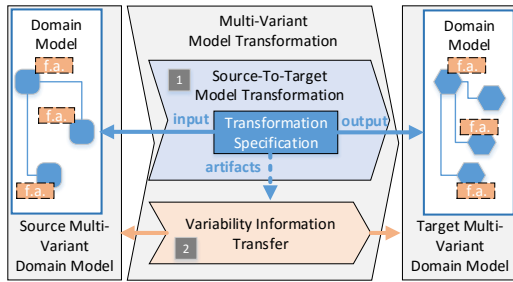 Domain
Model
f.a.
f.a.
f.a.
Source Multi-
Variant
Domain Model
Multi-Variant
Model Transformation
1
Source-To-Target
Model Transformation
input
Transformation
Specification
output
artifacts
Variability Information
Transfer
2
Domain
Model
f.a.
f.a.
f.a.
Target Multi-
Variant
Domain Model